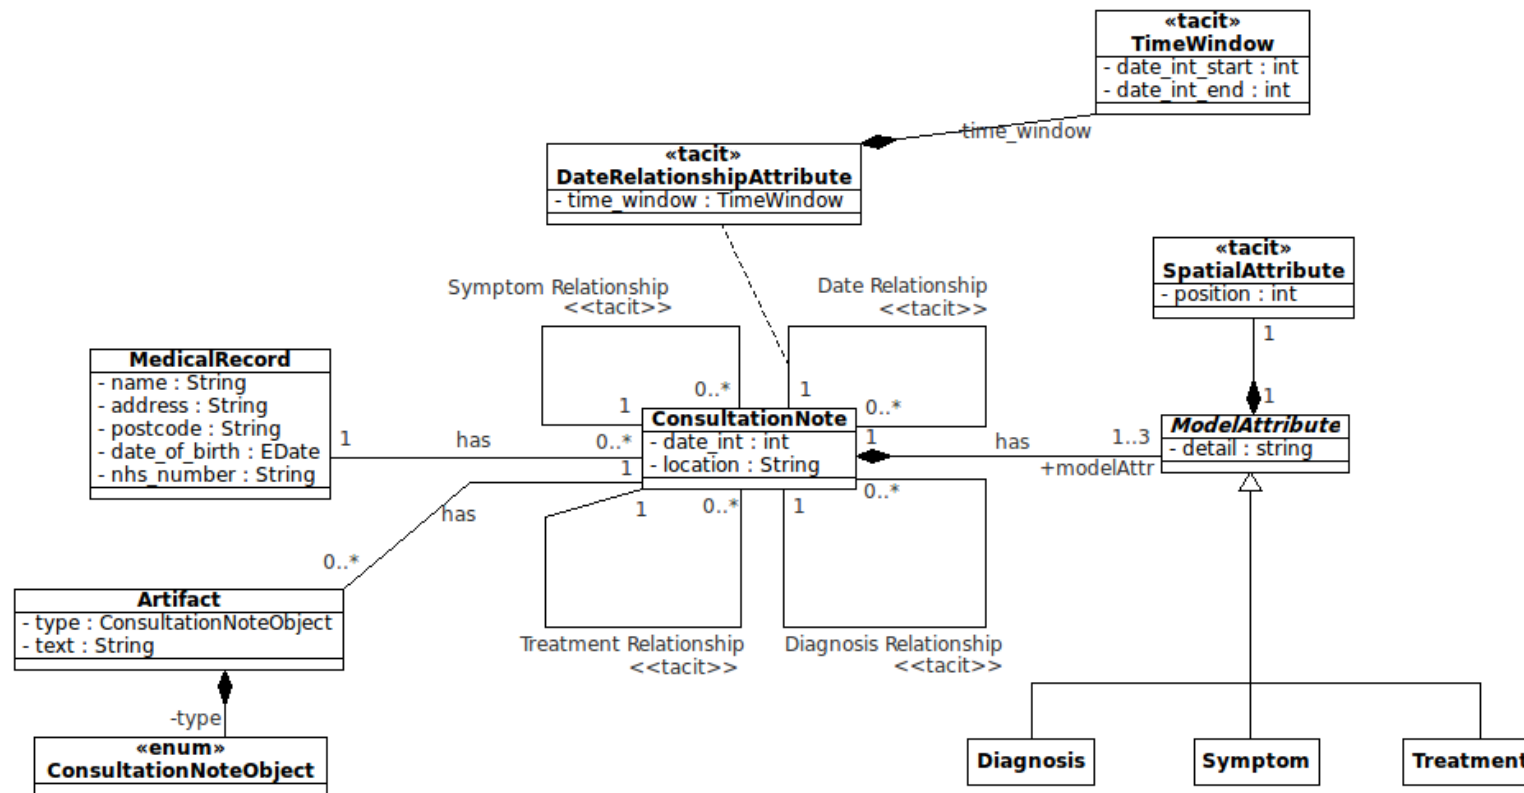 «tacit»
TimeWindow
- date_int_start : int
- date_int_end : int
time_window
«tacit»
DateRelationshipAttribute
- time_window : TimeWindow
«tacit»
SpatialAttribute
- position : int
1
1
Symptom Relationship
<<tacit>>
Date Relationship
<<tacit>>
0..*
1
1
0..*
MedicalRecord
- name : String
- address : String
- postcode : String
- date_of_birth : EDate
- nhs_number : String
1
has
0..*
ConsultationNote
- date_int : int
- location : String
1
has
1..3
+modelAttr
ModelAttribute
- detail : string
1
has
0..*
1
0..*
1
0..*
Treatment Relationship
<<tacit>>
Diagnosis Relationship
<<tacit>>
Artifact
- type : ConsultationNoteObject
- text : String
-type
«enum»
ConsultationNoteObject
Diagnosis
Symptom
Treatment